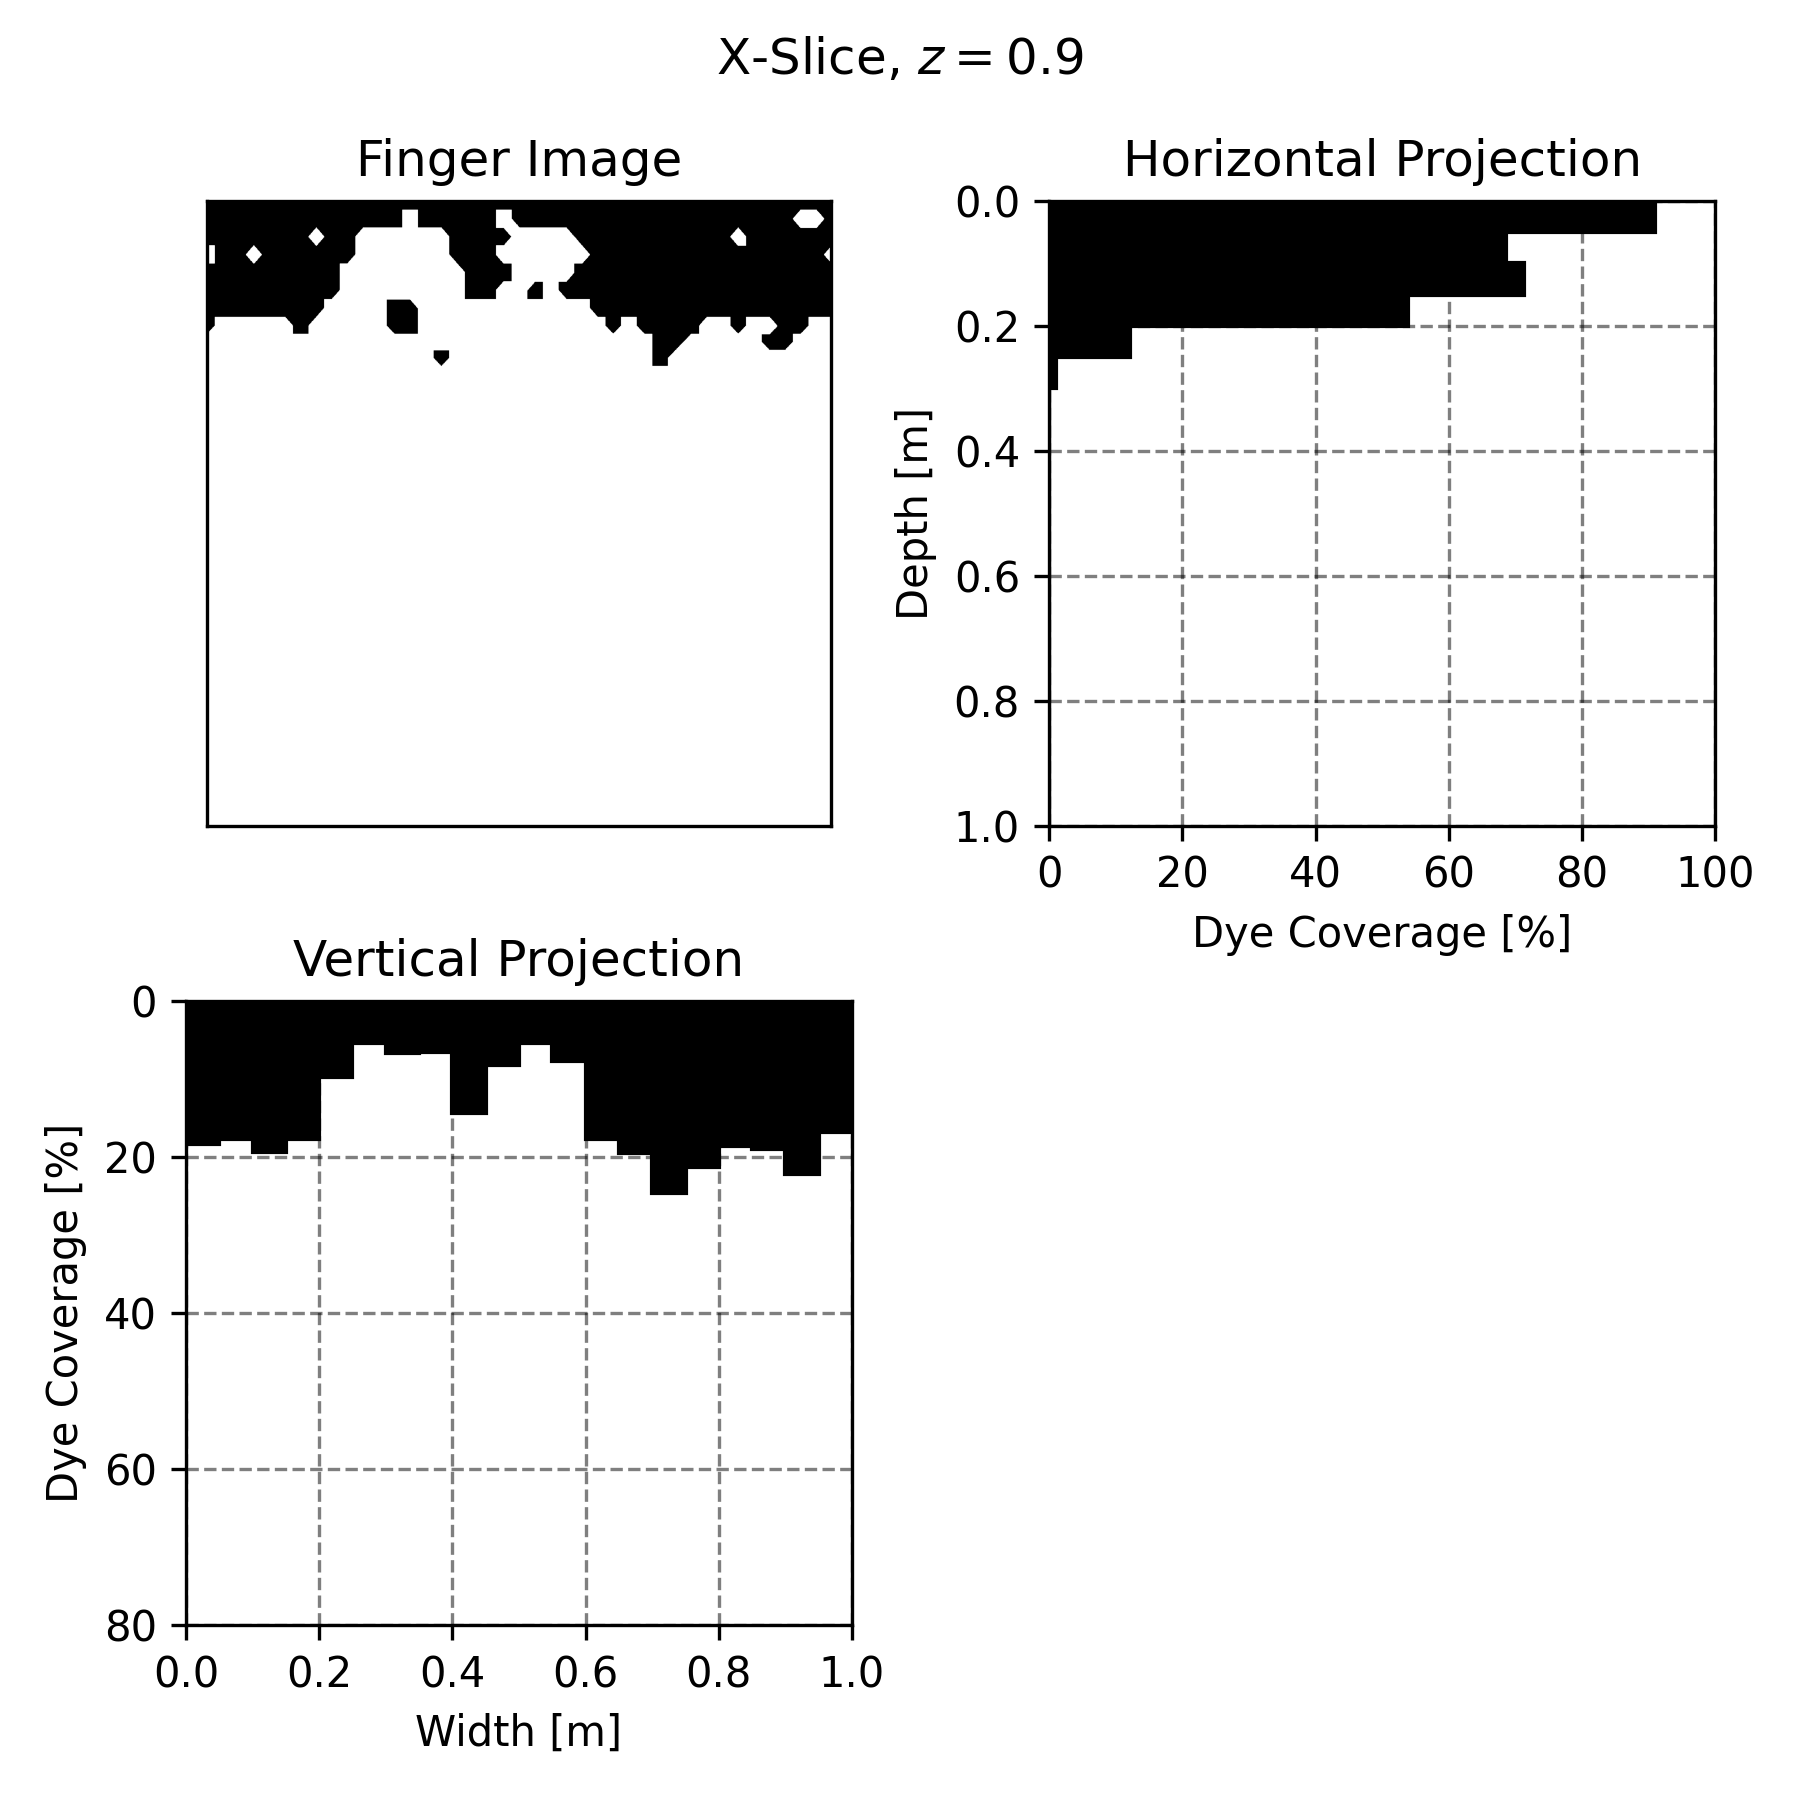 X-Slice, z = 0.9
Finger Image
Horizontal Projection
0.0
0.2
0.4
0.6
0.8
1.0
Depth [m]
0 20 40 60 80 100
Dye Coverage [%]
Vertical Projection
0
20
40
60
80
Dye Coverage [%]
0.0 0.2 0.4 0.6 0.8 1.0
Width [m]